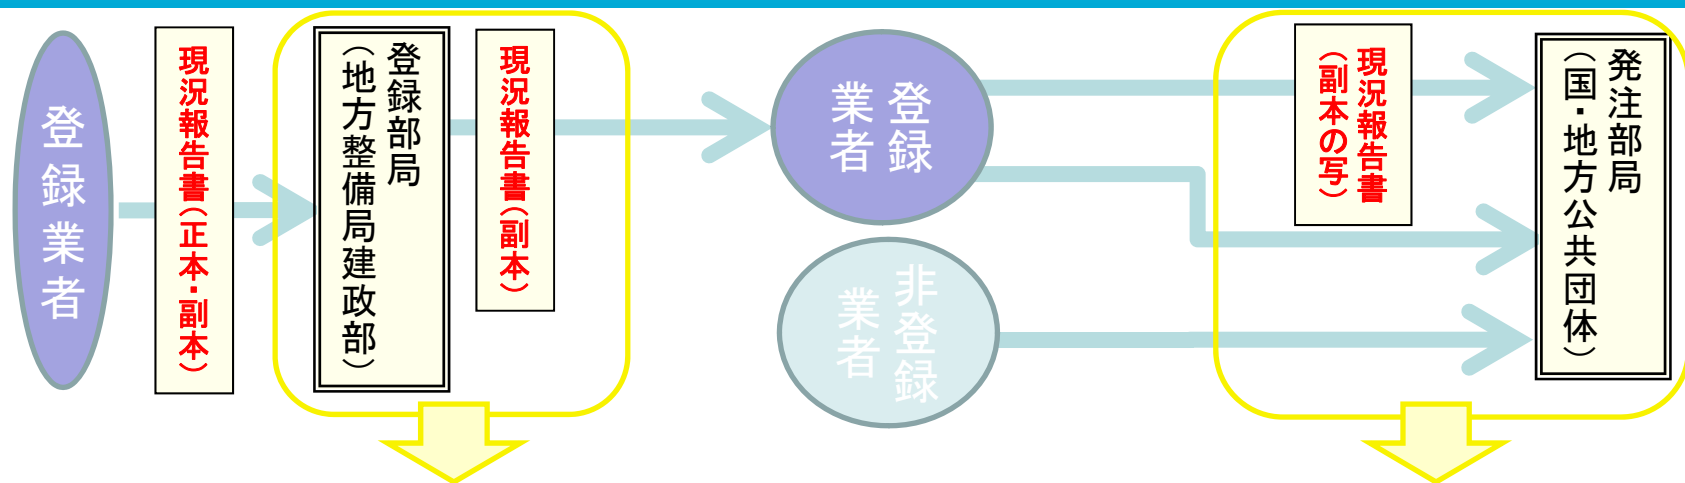 登録業者
現況報告書（正本・副本）
登録部局
（地方整備局建政部）
現況報告書（副本）
登録
業者
非登録
業者
現況報告書
（副本の写）
発注部局
（国・地方公共団体）